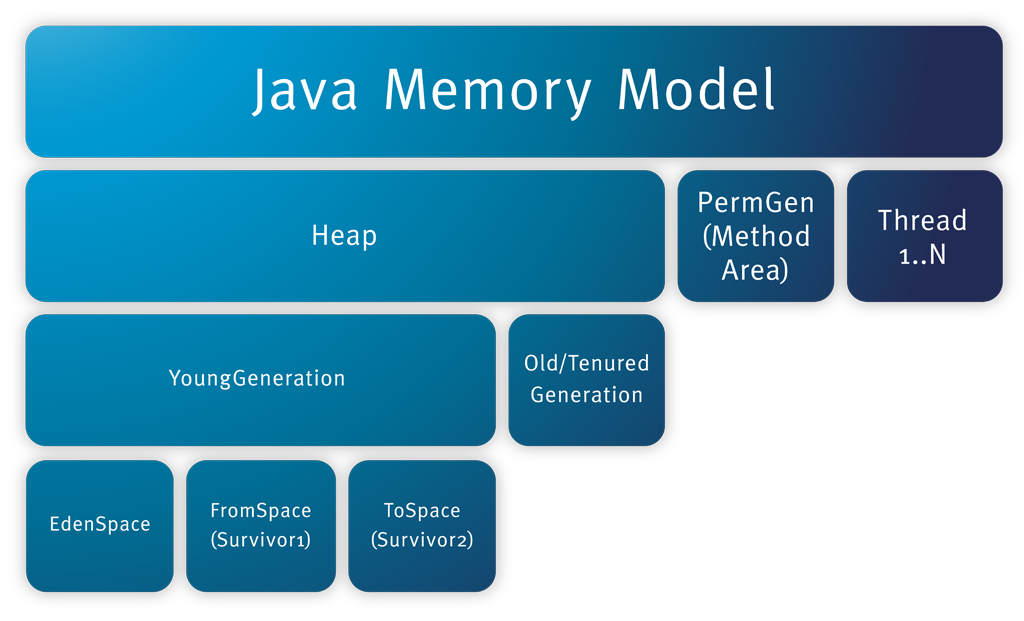 Java Memory Model
Heap
PermGen
(Method
Area)
Thread
1..N
YoungGeneration
Old/Tenured
Generation
EdenSpace
FromSpace
(Survivor1)
ToSpace
(Survivor2)